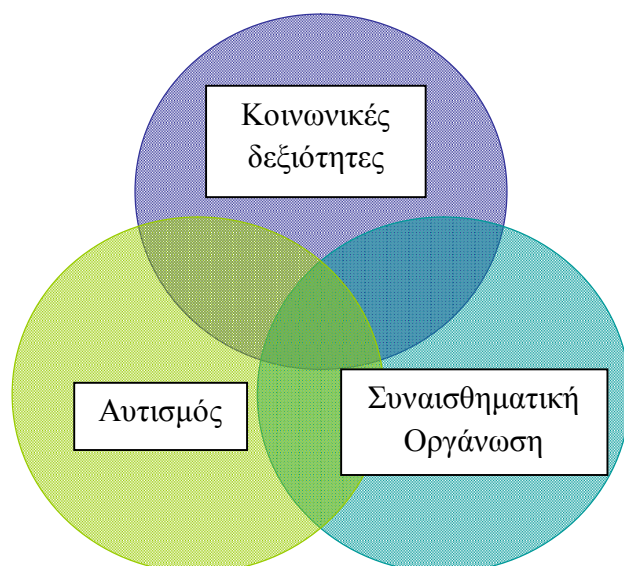 Κοινωνικές
δεξιότητες
Αυτισμός
Συναισθηματική
Οργάνωση